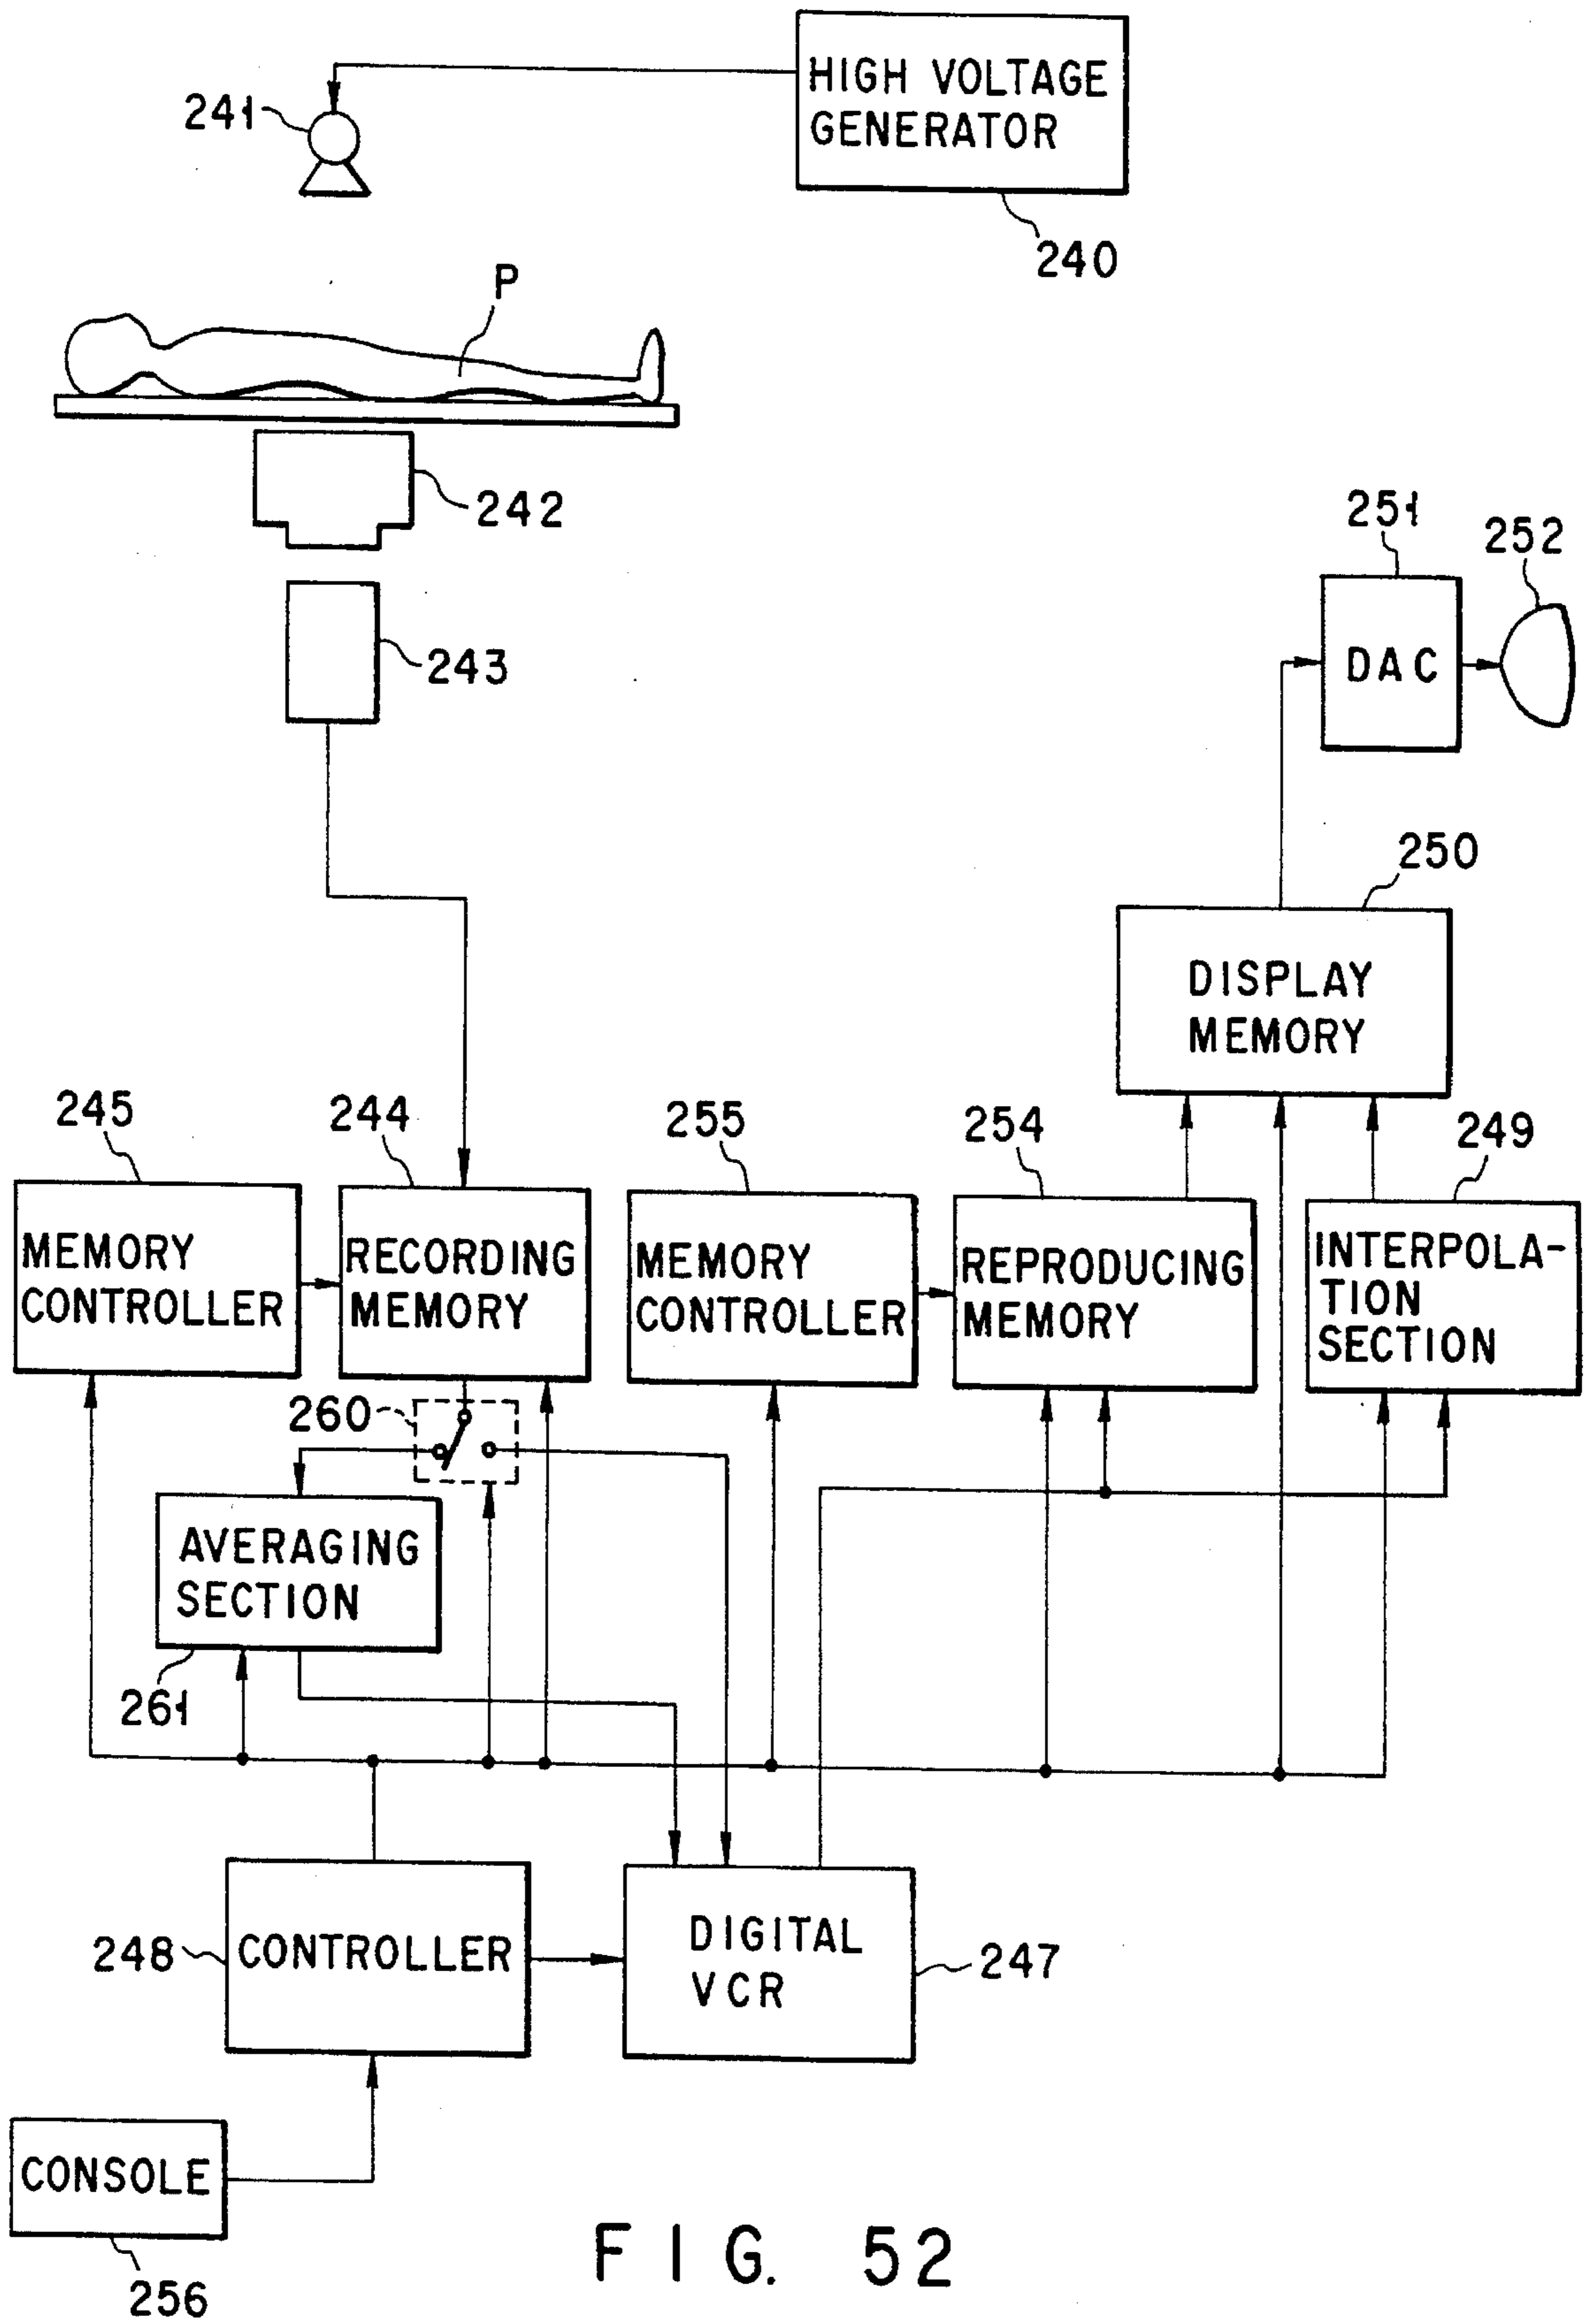 HIGH VOLTAGE
GENERATOR
241
240
P
242
251
252
243
DAC
250
DISPLAY
MEMORY
245
244
255
254
249
MEMORY
CONTROLLER
RECORDING
MEMORY
MEMORY
CONTROLLER
REPRODUCING
MEMORY
INTERPOLA-
TION
SECTION
260
AVERAGING
SECTION
261
248
CONTROLLER
DIGITAL
VCR
247
CONSOLE
256
FIG. 52